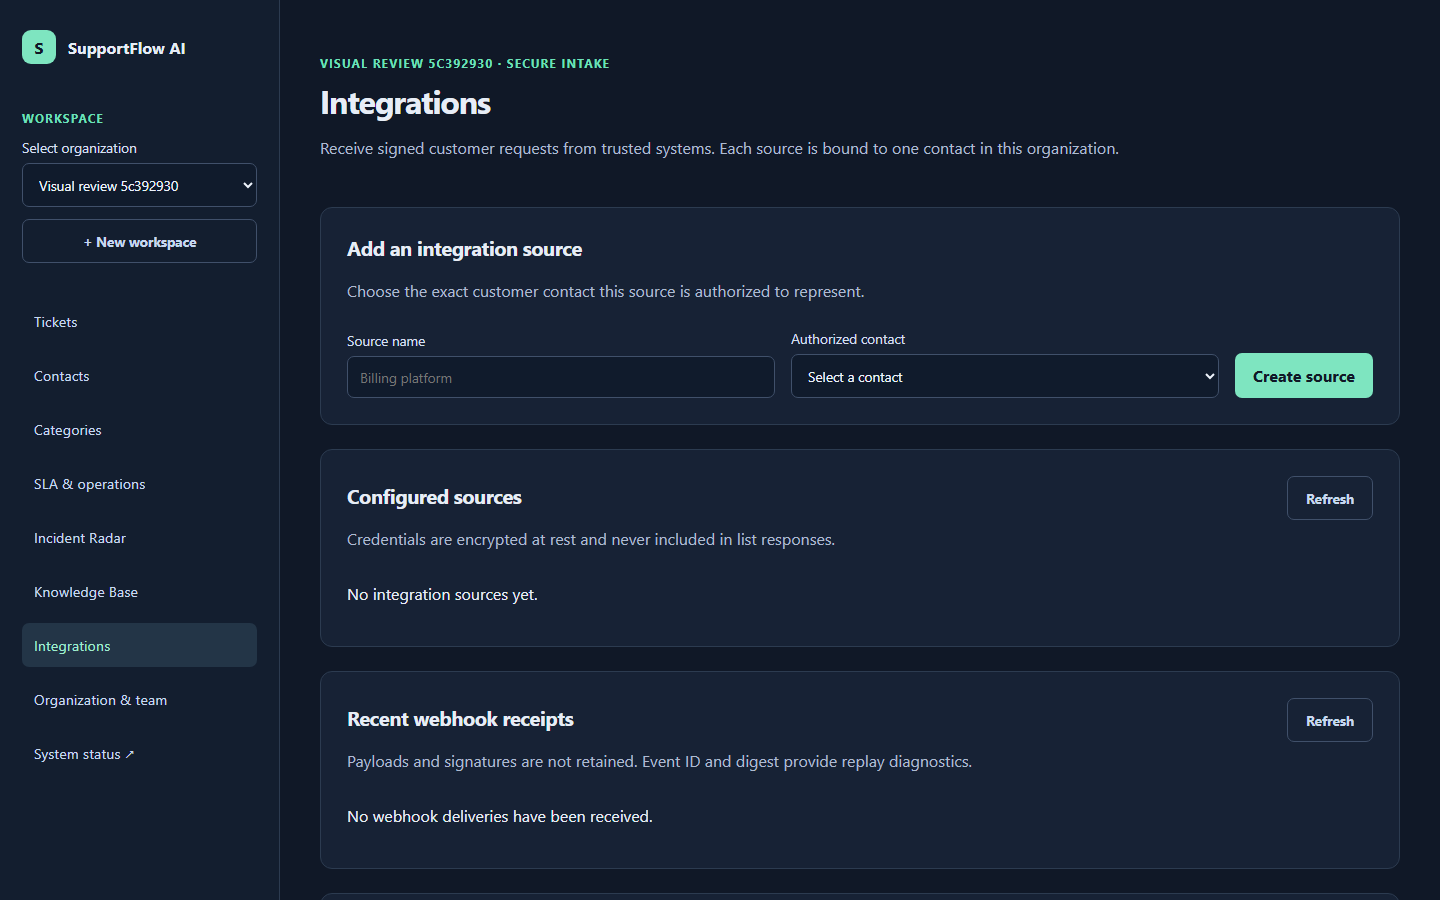 S SupportFlow AI
WORKSPACE
Select organization
Visual review 5c392930
+ New workspace
Tickets
Contacts
Categories
SLA & operations
Incident Radar
Knowledge Base
Integrations
Organization & team
System status ↗
VISUAL REVIEW 5C392930 · SECURE INTAKE
Integrations
Receive signed customer requests from trusted systems. Each source is bound to one contact in this organization.
Add an integration source
Choose the exact customer contact this source is authorized to represent.
Source name
Billing platform
Authorized contact
Select a contact
Create source
Configured sources
Refresh
Credentials are encrypted at rest and never included in list responses.
No integration sources yet.
Recent webhook receipts
Refresh
Payloads and signatures are not retained. Event ID and digest provide replay diagnostics.
No webhook deliveries have been received.